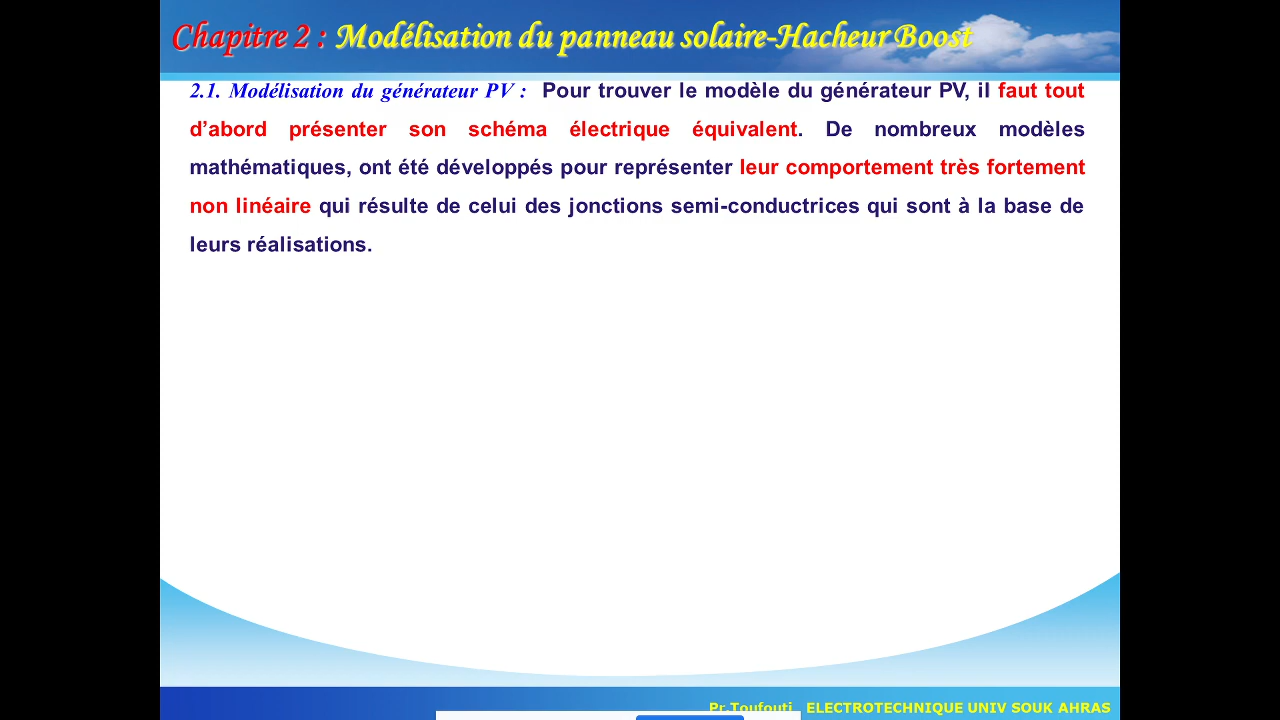 Chapitre 2 : Modélisation du panneau solaire-Hacheur Boost
2.1. Modélisation du générateur PV : Pour trouver le modèle du générateur PV, il faut tout
d’abord présenter son schéma électrique équivalent. De nombreux modèles
mathématiques, ont été développés pour représenter leur comportement très fortement
non linéaire qui résulte de celui des jonctions semi-conductrices qui sont à la base de
leurs réalisations.
Pr.Toufouti ELECTROTECHNIQUE UNIV SOUK AHRAS